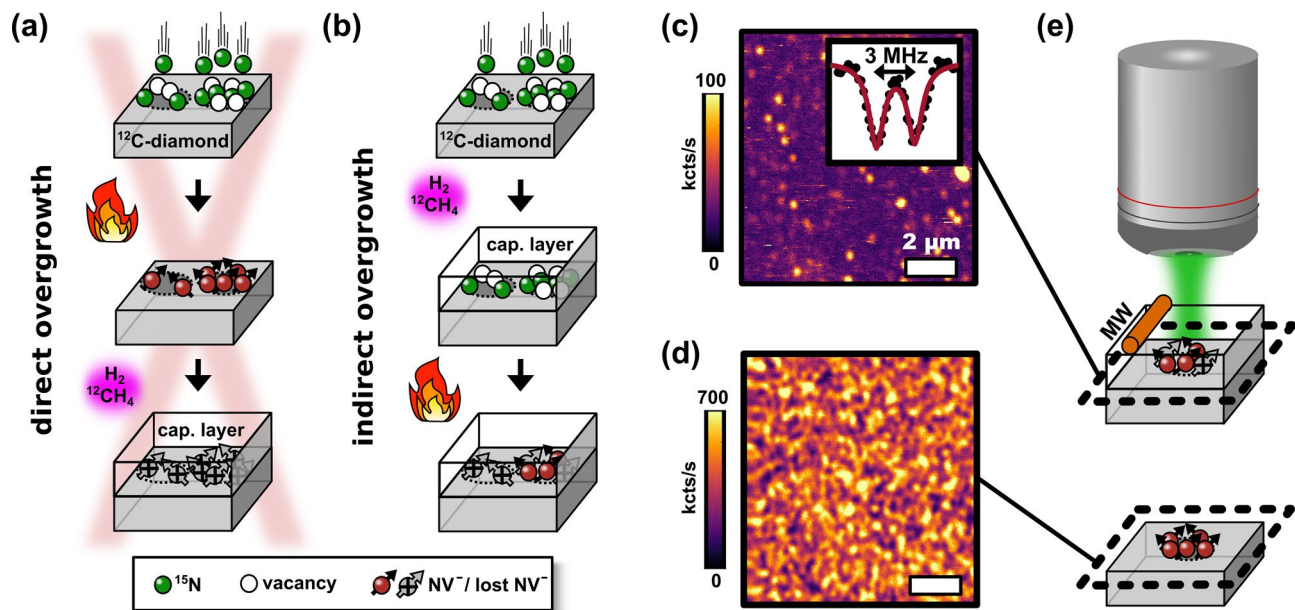 (a)
direct overgrowth
¹²C-diamond
H₂
¹²CH₄
cap. layer
(b)
indirect overgrowth
¹²C-diamond
H₂
¹²CH₄
cap. layer
¹⁵N
vacancy
NV⁻/ lost NV⁻
(c)
100
kcts/s
0
3 MHz
2 µm
(d)
700
kcts/s
0
(e)
MW